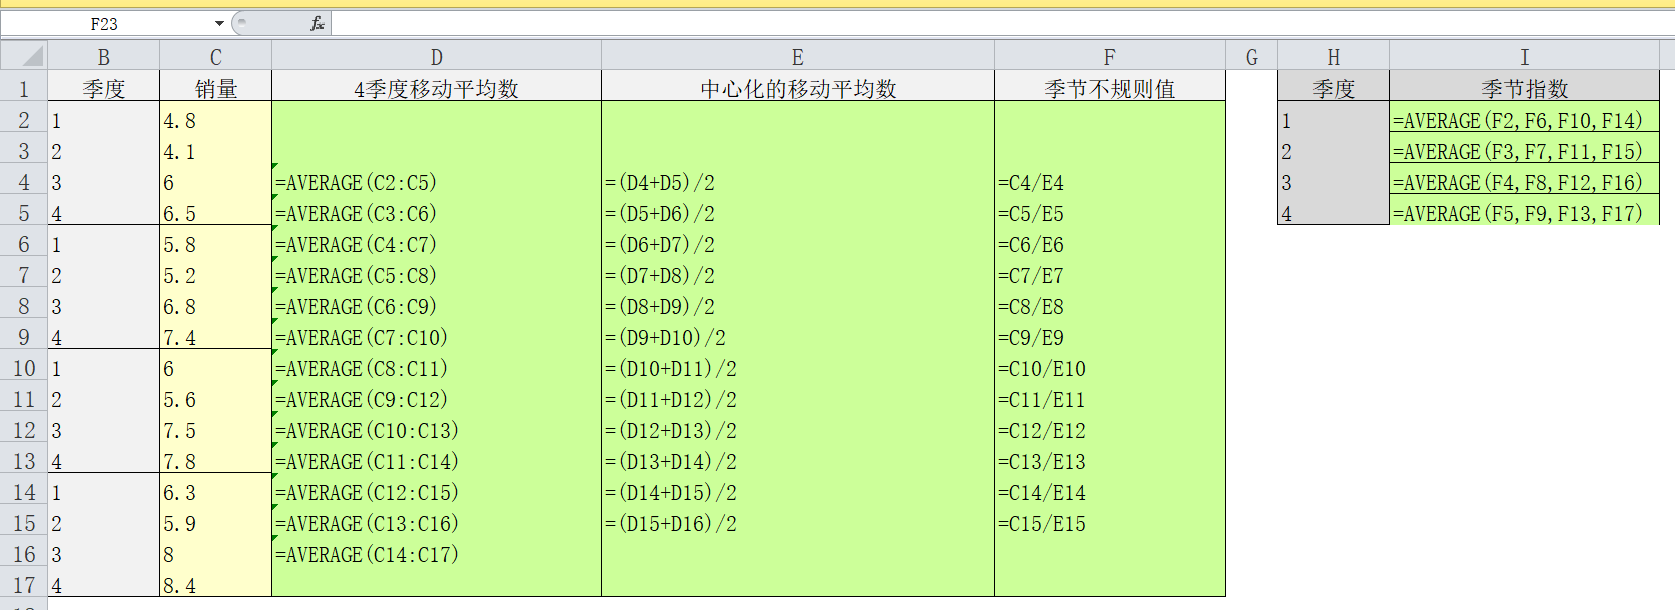 F23 fx
B C D E F G H I
1 季度 销量 4季度移动平均数 中心化的移动平均数 季节不规则值 季度 季节指数
2 1 4.8 1 =AVERAGE(F2,F6,F10,F14)
3 2 4.1 2 =AVERAGE(F3,F7,F11,F15)
4 3 6 =AVERAGE(C2:C5) =(D4+D5)/2 =C4/E4 3 =AVERAGE(F4,F8,F12,F16)
5 4 6.5 =AVERAGE(C3:C6) =(D5+D6)/2 =C5/E5 4 =AVERAGE(F5,F9,F13,F17)
6 1 5.8 =AVERAGE(C4:C7) =(D6+D7)/2 =C6/E6
7 2 5.2 =AVERAGE(C5:C8) =(D7+D8)/2 =C7/E7
8 3 6.8 =AVERAGE(C6:C9) =(D8+D9)/2 =C8/E8
9 4 7.4 =AVERAGE(C7:C10) =(D9+D10)/2 =C9/E9
10 1 6 =AVERAGE(C8:C11) =(D10+D11)/2 =C10/E10
11 2 5.6 =AVERAGE(C9:C12) =(D11+D12)/2 =C11/E11
12 3 7.5 =AVERAGE(C10:C13) =(D12+D13)/2 =C12/E12
13 4 7.8 =AVERAGE(C11:C14) =(D13+D14)/2 =C13/E13
14 1 6.3 =AVERAGE(C12:C15) =(D14+D15)/2 =C14/E14
15 2 5.9 =AVERAGE(C13:C16) =(D15+D16)/2 =C15/E15
16 3 8 =AVERAGE(C14:C17)
17 4 8.4